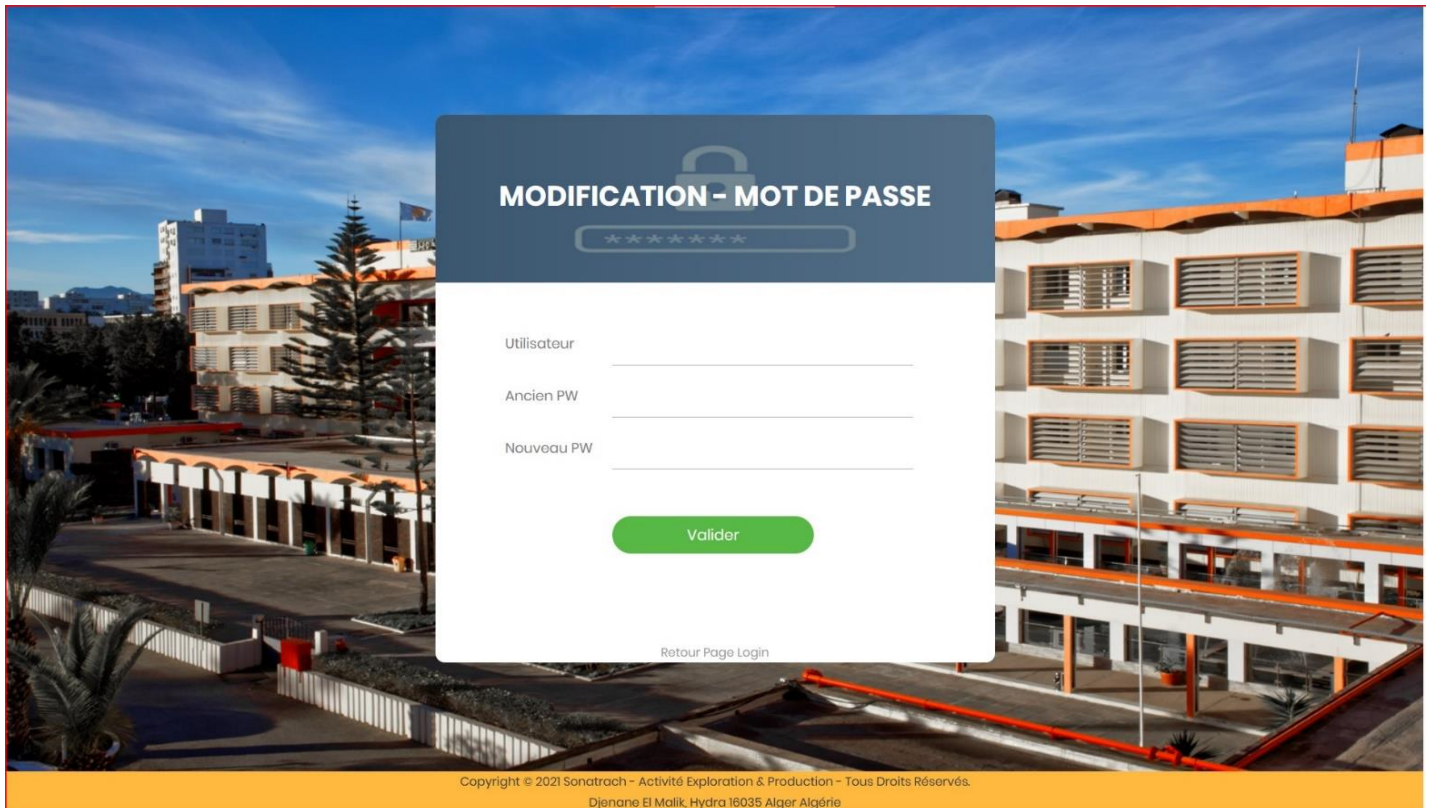 MODIFICATION - MOT DE PASSE
*******
Utilisateur
Ancien PW
Nouveau PW
Valider
Retour Page Login
Copyright © 2021 Sonatrach - Activité Exploration & Production - Tous Droits Réservés.
Djenane El Malik, Hydra 16035 Alger Algérie